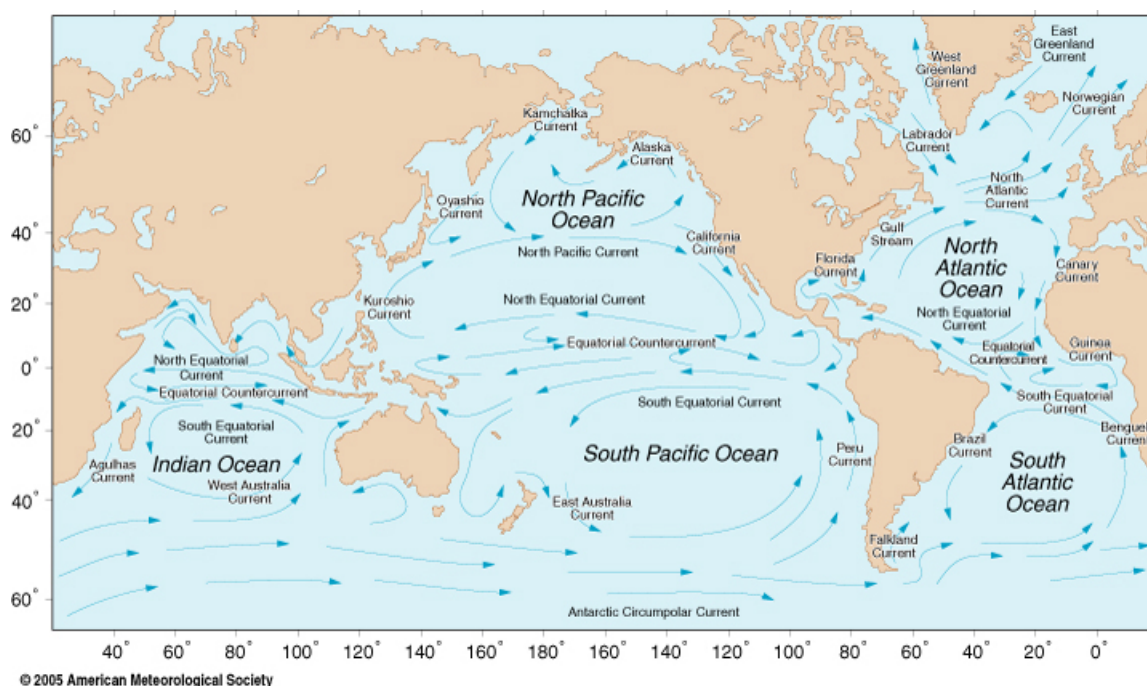 East
Greenland
Current
West
Greenland
Current
Norwegian
Current
Kamchatka
Current
Labrador
Current
Alaska
Current
60°
North
Atlantic
Current
Oyashio
Current
North Pacific
Ocean
Gulf
Stream
40°
California
Current
North Pacific Current
North
Atlantic
Ocean
Florida
Current
Canary
Current
Kuroshio
Current
North Equatorial Current
20°
North Equatorial
Current
Equatorial Countercurrent
Equatorial
Countercurrent
Guinea
Current
North Equatorial
Current
0°
Equatorial Countercurrent
South Equatorial Current
South Equatorial
Current
South Equatorial
Current
Benguel
Current
20°
Brazil
Current
Indian Ocean
South Pacific Ocean
Peru
Current
South
Atlantic
Ocean
Agulhas
Current
West Australia
Current
40°
East Australia
Current
Falkland
Current
60°
Antarctic Circumpolar Current
40° 60° 80° 100° 120° 140° 160° 180° 160° 140° 120° 100° 80° 60° 40° 20° 0°
© 2005 American Meteorological Society